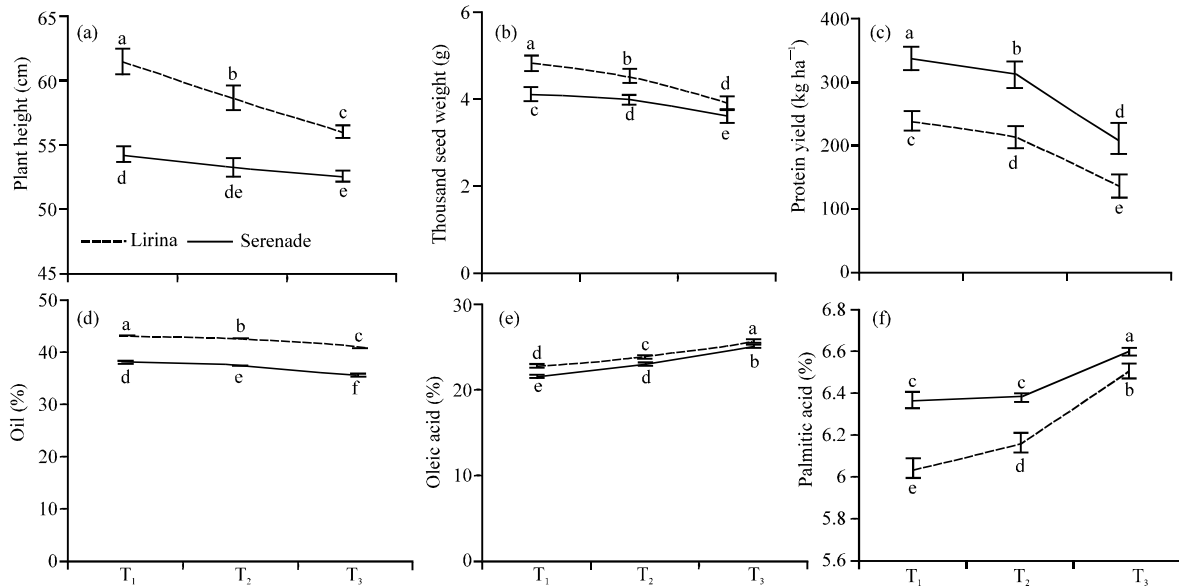 (a)
65
60
55
50
45
Plant height (cm)
a
b
c
d
de
e
Lirina
Serenade
(b)
6
4
2
0
Thousand seed weight (g)
a
b
d
c
d
e
(c)
400
300
200
100
0
Protein yield (kg ha⁻¹)
a
b
d
c
d
e
(d)
50
40
30
20
10
0
Oil (%)
a
b
c
d
e
f
T₁
T₂
T₃
(e)
30
20
10
0
Oleic acid (%)
d
c
a
e
d
b
T₁
T₂
T₃
(f)
6.8
6.6
6.4
6.2
6
5.8
5.6
Palmitic acid (%)
c
c
a
e
d
b
T₁
T₂
T₃